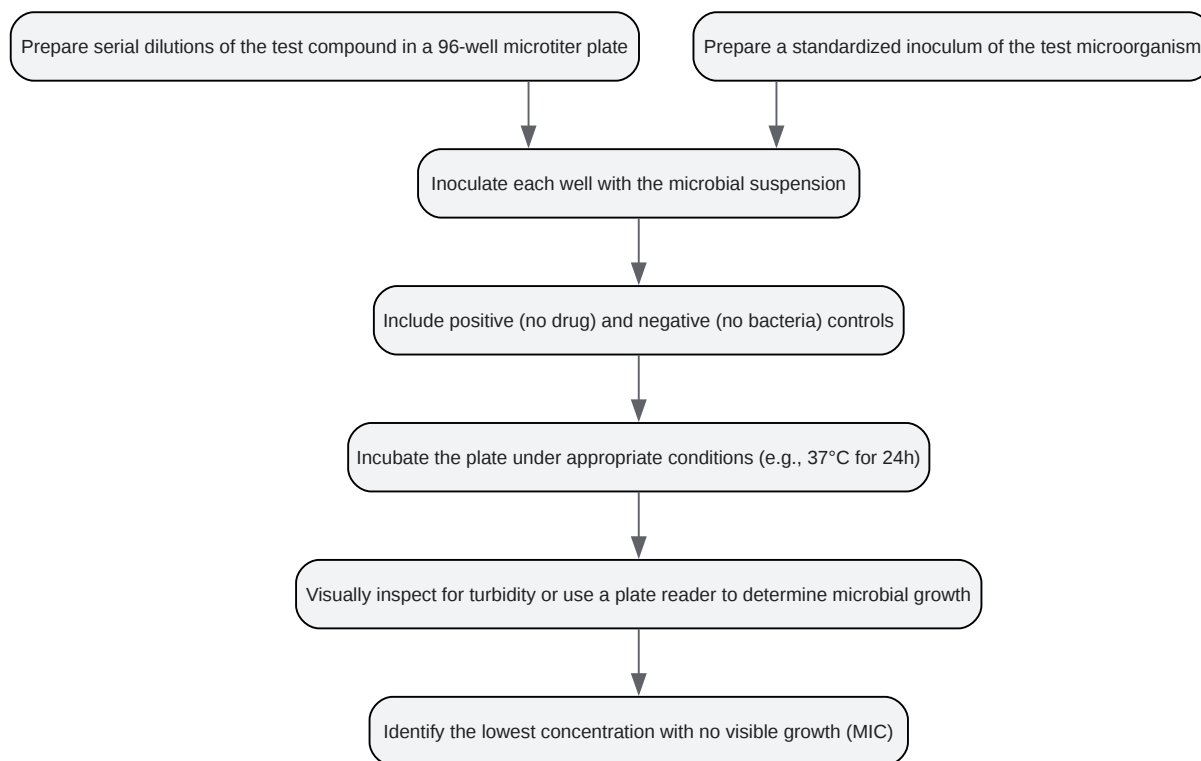 Prepare serial dilutions of the test compound in a 96-well microtiter plate
Prepare a standardized inoculum of the test microorganism
Inoculate each well with the microbial suspension
Include positive (no drug) and negative (no bacteria) controls
Incubate the plate under appropriate conditions (e.g., 37°C for 24h)
Visually inspect for turbidity or use a plate reader to determine microbial growth
Identify the lowest concentration with no visible growth (MIC)